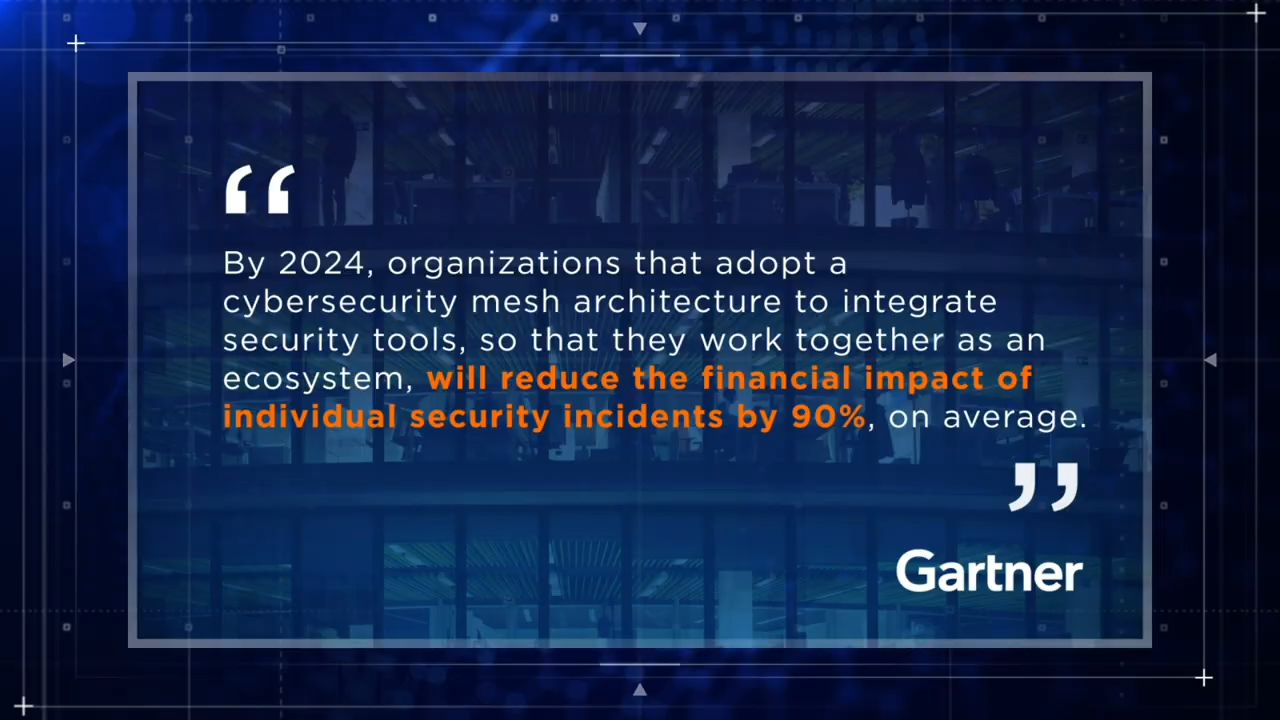 “
By 2024, organizations that adopt a
cybersecurity mesh architecture to integrate
security tools, so that they work together as an
ecosystem, will reduce the financial impact of
individual security incidents by 90%, on average.
”
Gartner